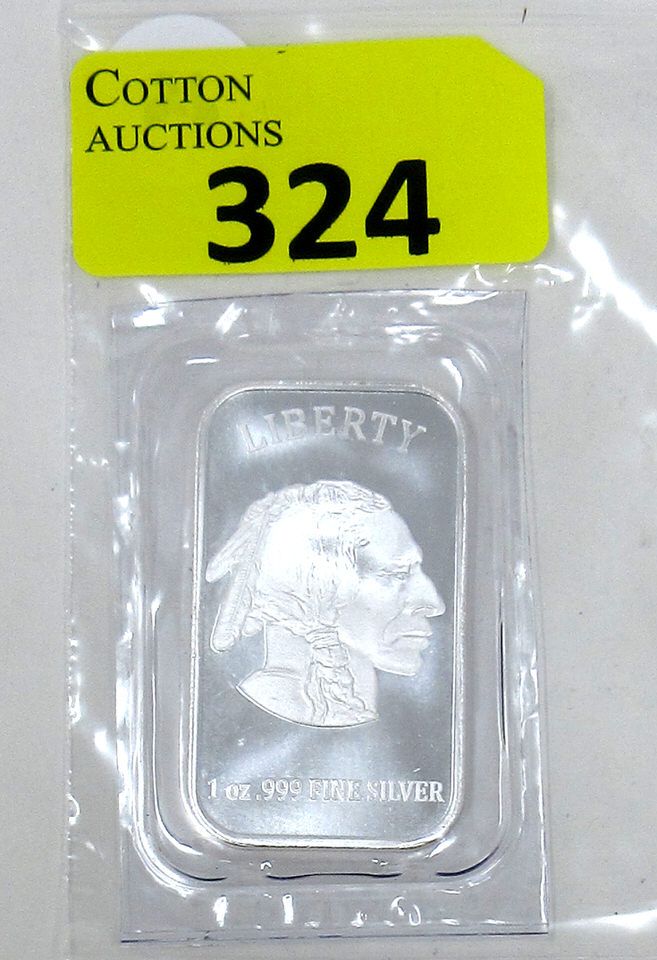 COTTON
AUCTIONS
324
LIBERTY
1 oz .999 FINE SILVER